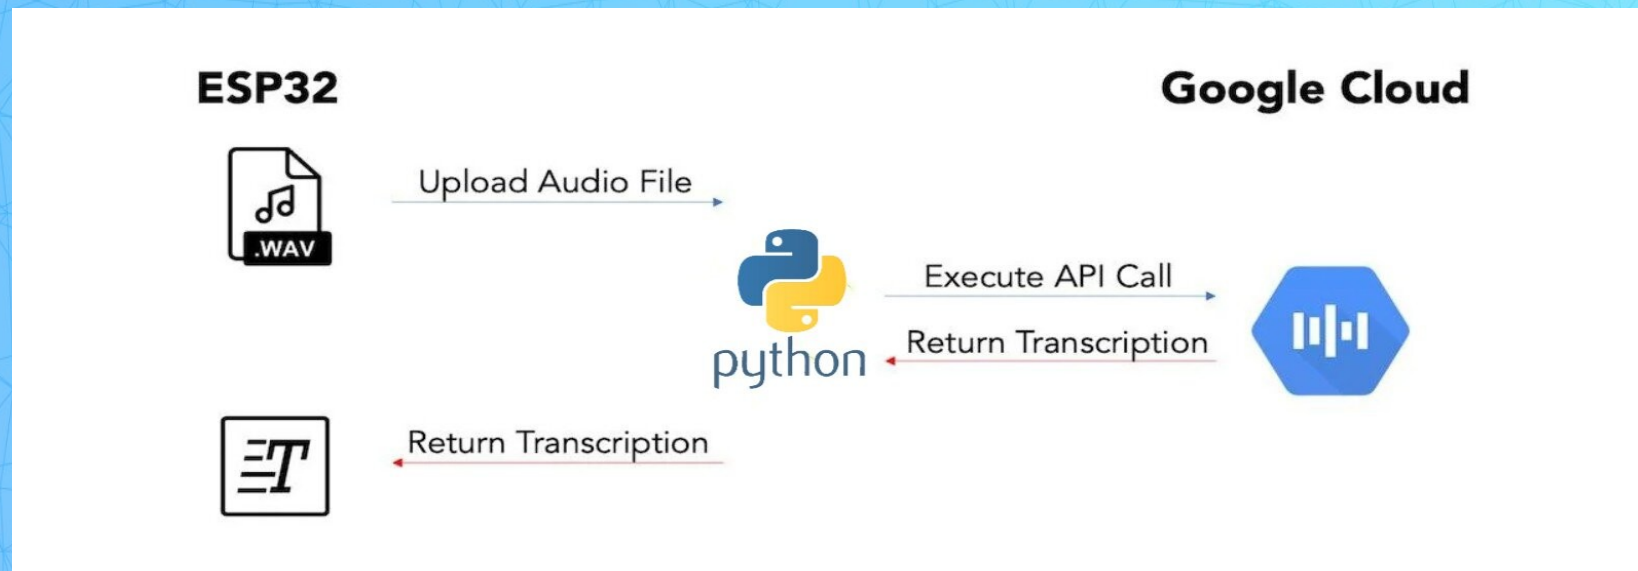 ESP32
Google Cloud
.WAV
Upload Audio File
python
Execute API Call
Return Transcription
Return Transcription
T